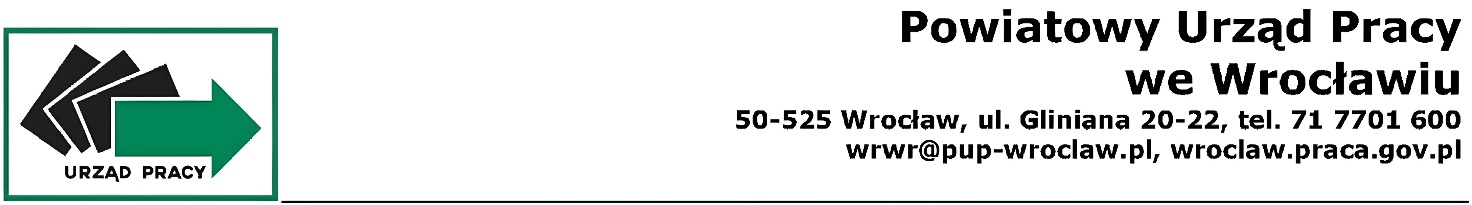 Powiatowy Urząd Pracy
we Wrocławiu
50-525 Wrocław, ul. Gliniana 20-22, tel. 71 7701 600
wrwr@pup-wroclaw.pl, wroclaw.praca.gov.pl
URZĄD PRACY